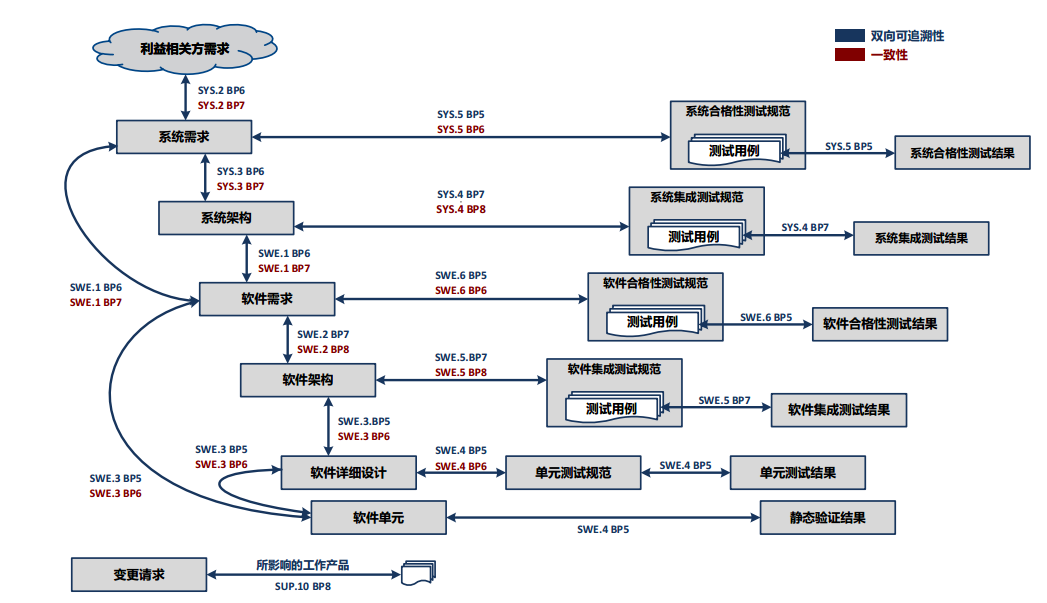 利益相关方需求
双向可追溯性
一致性
SYS.2 BP6
SYS.2 BP7
系统需求
SYS.5 BP5
SYS.5 BP6
系统合格性测试规范
测试用例
SYS.5 BP5
系统合格性测试结果
SYS.3 BP6
SYS.3 BP7
系统架构
SYS.4 BP7
SYS.4 BP8
系统集成测试规范
测试用例
SYS.4 BP7
系统集成测试结果
SWE.1 BP6
SWE.1 BP7
SWE.1 BP6
SWE.1 BP7
软件需求
SWE.6 BP5
SWE.6 BP6
软件合格性测试规范
测试用例
SWE.6 BP5
软件合格性测试结果
SWE.2 BP7
SWE.2 BP8
软件架构
SWE.5.BP7
SWE.5 BP8
软件集成测试规范
测试用例
SWE.5 BP7
软件集成测试结果
SWE.3.BP5
SWE.3 BP6
SWE.3 BP5
SWE.3 BP6
软件详细设计
SWE.4 BP5
SWE.4 BP6
单元测试规范
SWE.4 BP5
单元测试结果
SWE.3 BP5
SWE.3 BP6
软件单元
SWE.4 BP5
静态验证结果
变更请求
所影响的工作产品
SUP.10 BP8